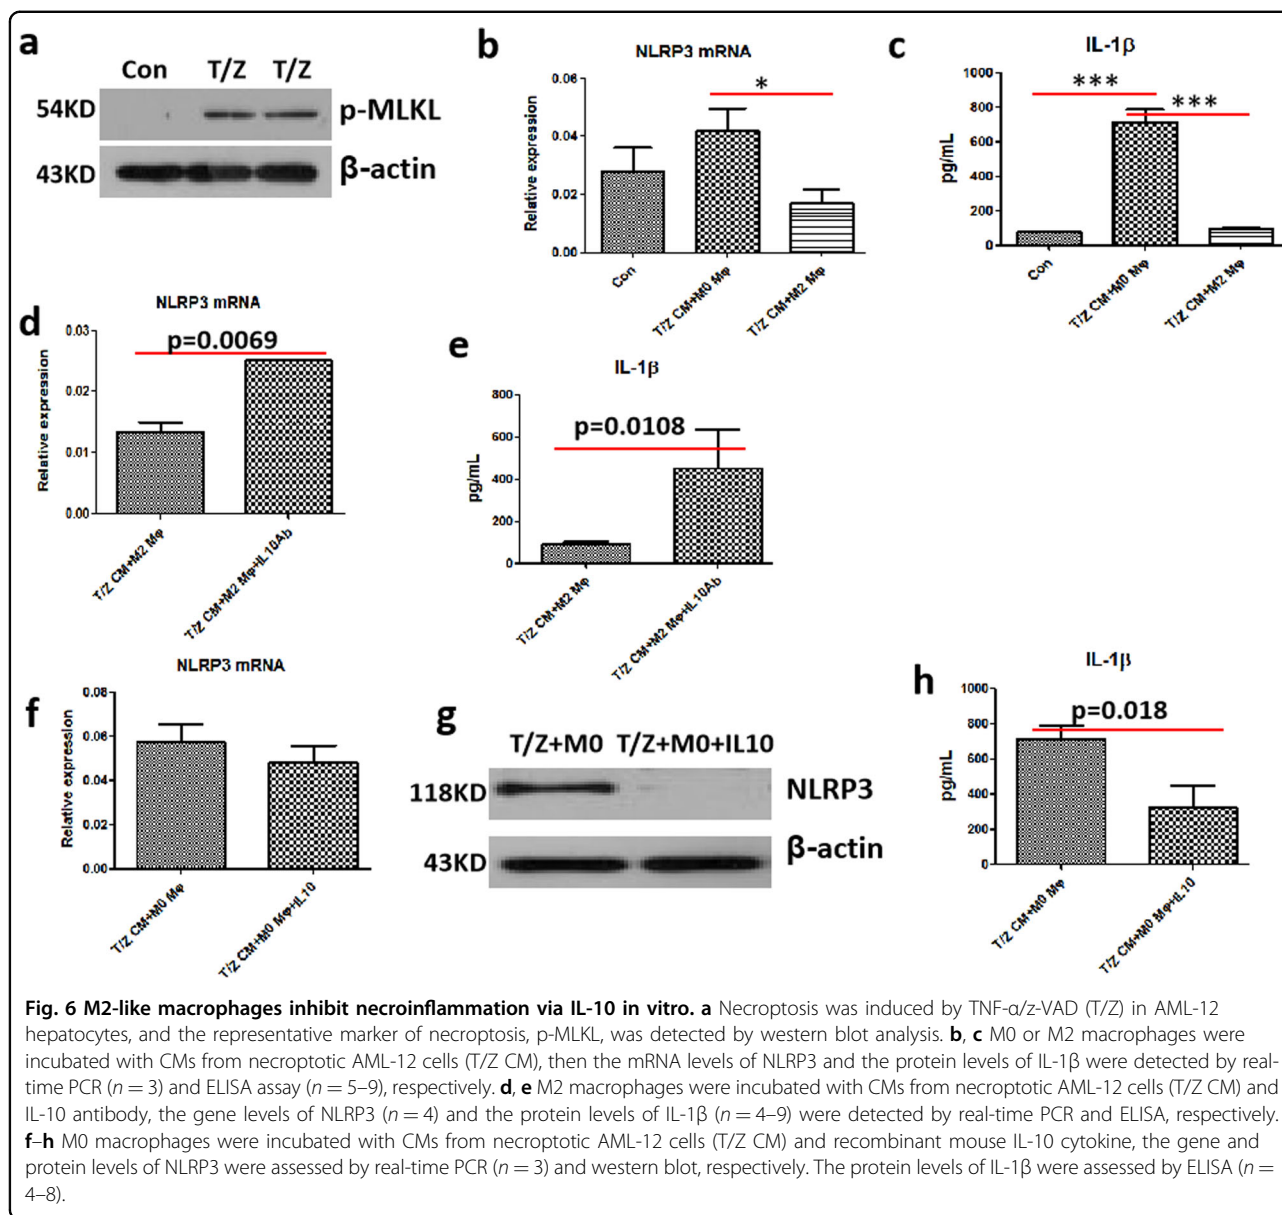 a
Con T/Z T/Z
54KD p-MLKL
43KD β-actin
b
NLRP3 mRNA
Relative expression
0.06
0.04
0.02
0.00
*
Con
T/Z CM+M0 Mφ
T/Z CM+M2 Mφ
c
IL-1β
pg/mL
1000
800
600
400
200
0
***
***
Con
T/Z CM+M0 Mφ
T/Z CM+M2 Mφ
d
NLRP3 mRNA
Relative expression
0.03
0.02
0.01
0.00
p=0.0069
T/Z CM+M2 Mφ
T/Z CM+M2 Mφ+IL10Ab
e
IL-1β
pg/mL
800
600
400
200
0
p=0.0108
T/Z CM+M2 Mφ
T/Z CM+M2 Mφ+IL10Ab
f
NLRP3 mRNA
Relative expression
0.08
0.06
0.04
0.02
0.00
T/Z CM+M0 Mφ
T/Z CM+M0 Mφ+IL10
g
T/Z+M0 T/Z+M0+IL10
118KD NLRP3
43KD β-actin
h
IL-1β
pg/mL
1000
800
600
400
200
0
p=0.018
T/Z CM+M0 Mφ
T/Z CM+M0 Mφ+IL10
Fig. 6 M2-like macrophages inhibit necroinflammation via IL-10 in vitro. a Necroptosis was induced by TNF-α/z-VAD (T/Z) in AML-12
hepatocytes, and the representative marker of necroptosis, p-MLKL, was detected by western blot analysis. b, c M0 or M2 macrophages were
incubated with CMs from necroptotic AML-12 cells (T/Z CM), then the mRNA levels of NLRP3 and the protein levels of IL-1β were detected by real-
time PCR (n = 3) and ELISA assay (n = 5–9), respectively. d, e M2 macrophages were incubated with CMs from necroptotic AML-12 cells (T/Z CM) and
IL-10 antibody, the gene levels of NLRP3 (n = 4) and the protein levels of IL-1β (n = 4–9) were detected by real-time PCR and ELISA, respectively.
f–h M0 macrophages were incubated with CMs from necroptotic AML-12 cells (T/Z CM) and recombinant mouse IL-10 cytokine, the gene and
protein levels of NLRP3 were assessed by real-time PCR (n = 3) and western blot, respectively. The protein levels of IL-1β were assessed by ELISA (n =
4–8).